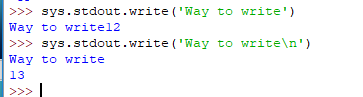 >>> sys.stdout.write('Way to write')
Way to write12
>>> sys.stdout.write('Way to write\n')
Way to write
13
>>>